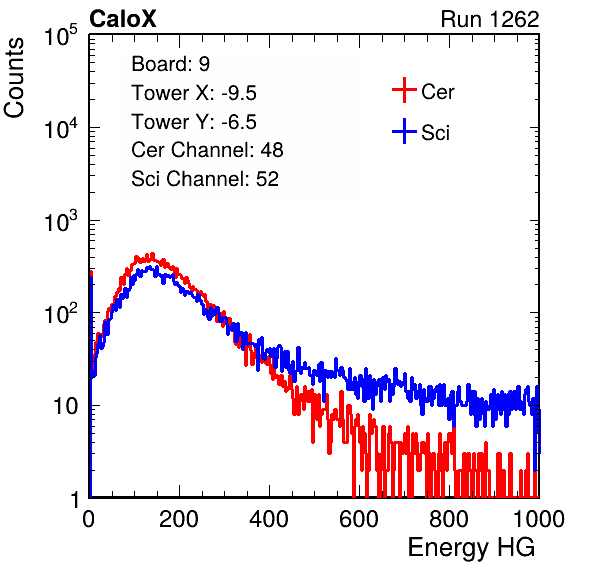 CaloX Run 1262
Counts
Board: 9
Tower X: -9.5
Tower Y: -6.5
Cer Channel: 48
Sci Channel: 52
Cer
Sci
10^5
10^4
10^3
10^2
10
1
0 200 400 600 800 1000
Energy HG